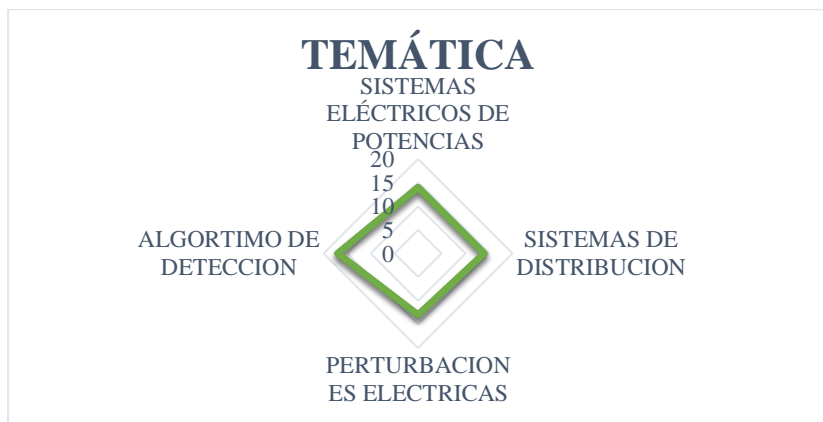 TEMÁTICA
SISTEMAS
ELÉCTRICOS DE
POTENCIAS
20
15
10
5
0
ALGORTIMO DE
DETECCION
SISTEMAS DE
DISTRIBUCION
PERTURBACION
ES ELECTRICAS